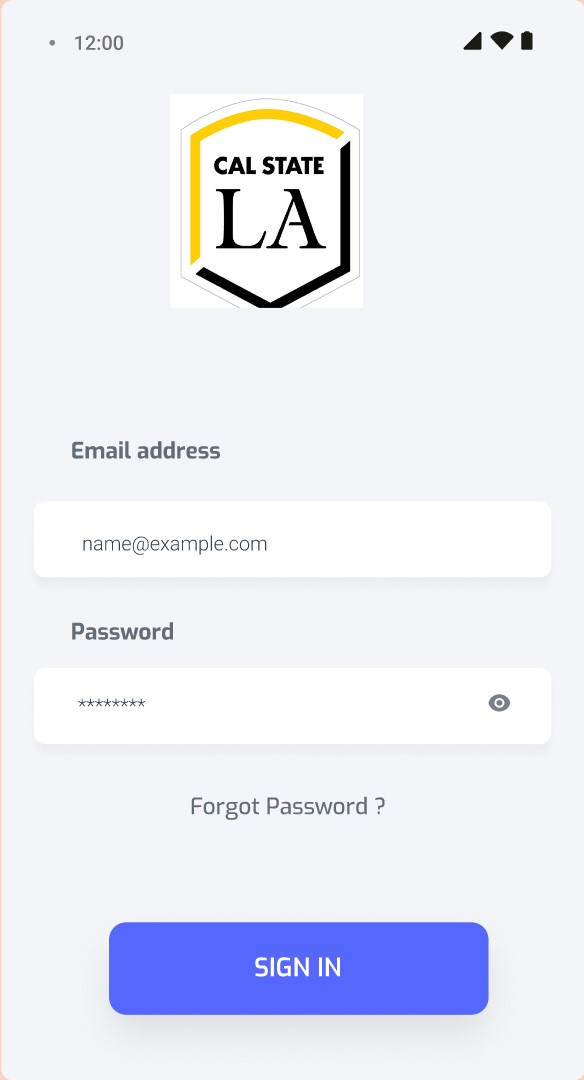 12:00
CAL STATE
LA
Email address
name@example.com
Password
********
Forgot Password ?
SIGN IN